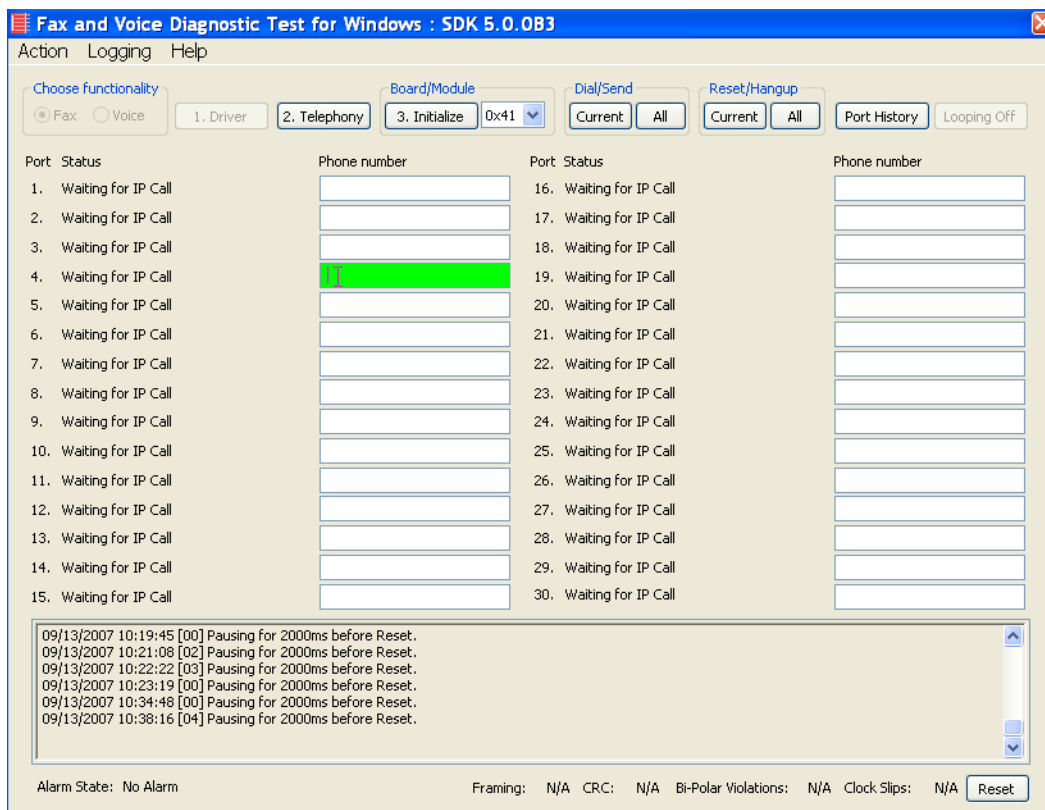 Fax and Voice Diagnostic Test for Windows : SDK 5.0.0B3
Action Logging Help
Choose functionality Board/Module Dial/Send Reset/Hangup
Fax Voice 1. Driver 2. Telephony 3. Initialize 0x41 Current All Current All Port History Looping Off
Port Status Phone number Port Status Phone number
1. Waiting for IP Call 16. Waiting for IP Call
2. Waiting for IP Call 17. Waiting for IP Call
3. Waiting for IP Call 18. Waiting for IP Call
4. Waiting for IP Call 19. Waiting for IP Call
5. Waiting for IP Call 20. Waiting for IP Call
6. Waiting for IP Call 21. Waiting for IP Call
7. Waiting for IP Call 22. Waiting for IP Call
8. Waiting for IP Call 23. Waiting for IP Call
9. Waiting for IP Call 24. Waiting for IP Call
10. Waiting for IP Call 25. Waiting for IP Call
11. Waiting for IP Call 26. Waiting for IP Call
12. Waiting for IP Call 27. Waiting for IP Call
13. Waiting for IP Call 28. Waiting for IP Call
14. Waiting for IP Call 29. Waiting for IP Call
15. Waiting for IP Call 30. Waiting for IP Call
09/13/2007 10:19:45 [00] Pausing for 2000ms before Reset.
09/13/2007 10:21:08 [02] Pausing for 2000ms before Reset.
09/13/2007 10:22:22 [03] Pausing for 2000ms before Reset.
09/13/2007 10:23:19 [00] Pausing for 2000ms before Reset.
09/13/2007 10:34:48 [00] Pausing for 2000ms before Reset.
09/13/2007 10:38:16 [04] Pausing for 2000ms before Reset.
Alarm State: No Alarm Framing: N/A CRC: N/A Bi-Polar Violations: N/A Clock Slips: N/A Reset